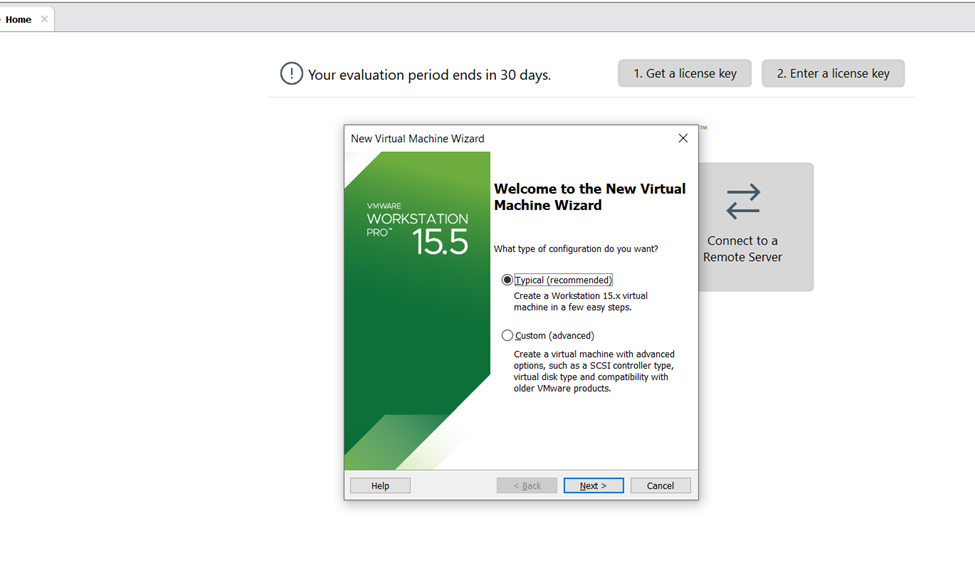 Home
Your evaluation period ends in 30 days.
1. Get a license key
2. Enter a license key
™
New Virtual Machine Wizard
VMWARE
WORKSTATION
PRO™ 15.5
Welcome to the New Virtual
Machine Wizard
What type of configuration do you want?
Typical (recommended)
Create a Workstation 15.x virtual
machine in a few easy steps.
Custom (advanced)
Create a virtual machine with advanced
options, such as a SCSI controller type,
virtual disk type and compatibility with
older VMware products.
Connect to a
Remote Server
Help
< Back
Next >
Cancel